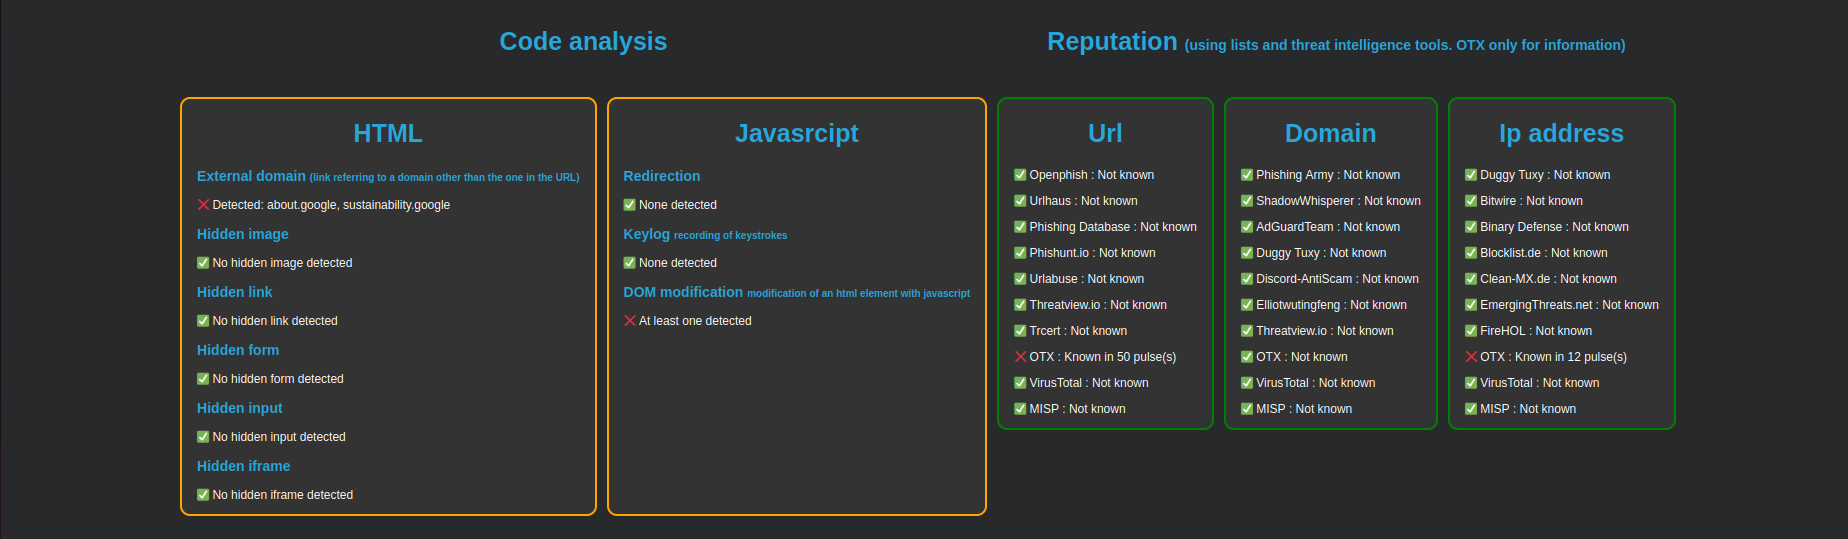 Code analysis
Reputation (using lists and threat intelligence tools. OTX only for information)
HTML
External domain (link referring to a domain other than the one in the URL)
❌ Detected: about.google, sustainability.google
Hidden image
✅ No hidden image detected
Hidden link
✅ No hidden link detected
Hidden form
✅ No hidden form detected
Hidden input
✅ No hidden input detected
Hidden iframe
✅ No hidden iframe detected
Javasrcipt
Redirection
✅ None detected
Keylog recording of keystrokes
✅ None detected
DOM modification modification of an html element with javascript
❌ At least one detected
Url
✅ Openphish : Not known
✅ Urlhaus : Not known
✅ Phishing Database : Not known
✅ Phishunt.io : Not known
✅ Urlabuse : Not known
✅ Threatview.io : Not known
✅ Trcert : Not known
❌ OTX : Known in 50 pulse(s)
✅ VirusTotal : Not known
✅ MISP : Not known
Domain
✅ Phishing Army : Not known
✅ ShadowWhisperer : Not known
✅ AdGuardTeam : Not known
✅ Duggy Tuxy : Not known
✅ Discord-AntiScam : Not known
✅ Elliotwutingfeng : Not known
✅ Threatview.io : Not known
✅ OTX : Not known
✅ VirusTotal : Not known
✅ MISP : Not known
Ip address
✅ Duggy Tuxy : Not known
✅ Bitwire : Not known
✅ Binary Defense : Not known
✅ Blocklist.de : Not known
✅ Clean-MX.de : Not known
✅ EmergingThreats.net : Not known
✅ FireHOL : Not known
❌ OTX : Known in 12 pulse(s)
✅ VirusTotal : Not known
✅ MISP : Not known